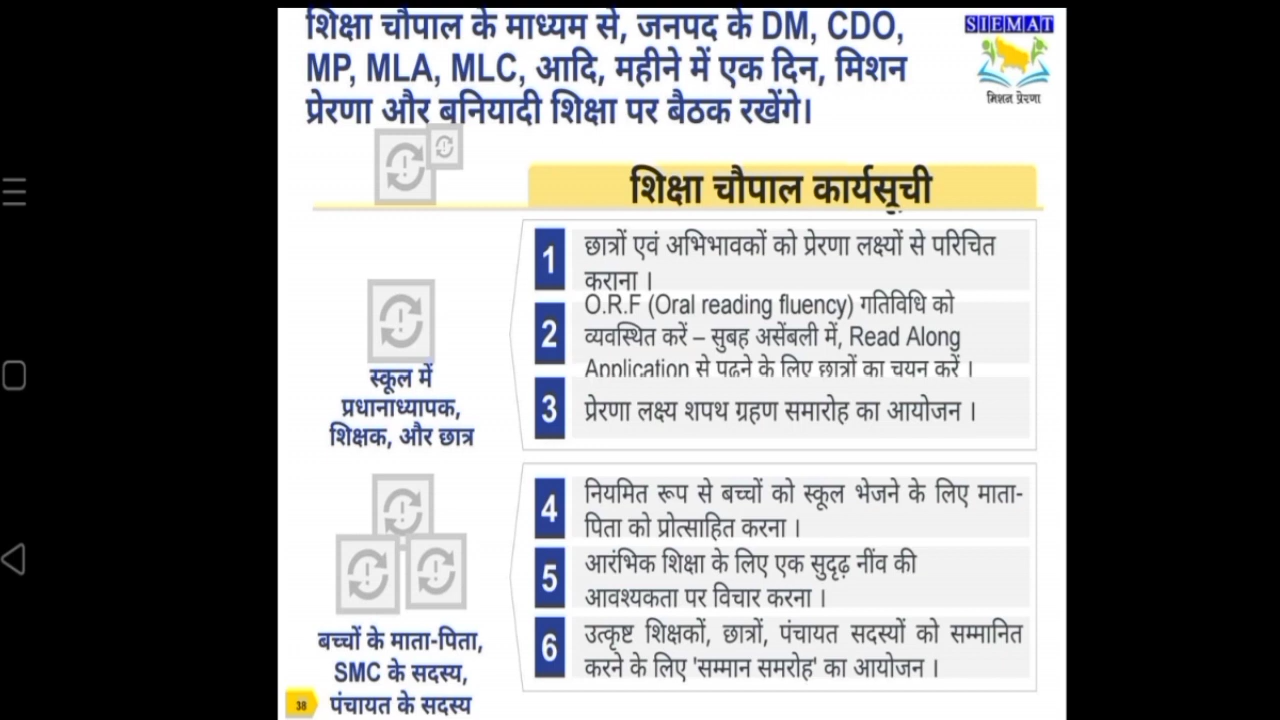 शिक्षा चौपाल के माध्यम से, जनपद के DM, CDO,
MP, MLA, MLC, आदि, महीने में एक दिन, मिशन
प्रेरणा और बुनियादी शिक्षा पर बैठक रखेंगे।
SIEMAT
मिशन प्रेरणा
शिक्षा चौपाल कार्यसूची
1 छात्रों एवं अभिभावकों को प्रेरणा लक्ष्यों से परिचित
कराना ।
2 O.R.F (Oral reading fluency) गतिविधि को
व्यवस्थित करें – सुबह असेंबली में, Read Along
Application से पढ़ने के लिए छात्रों का चयन करें ।
3 प्रेरणा लक्ष्य शपथ ग्रहण समारोह का आयोजन ।
स्कूल में
प्रधानाध्यापक,
शिक्षक, और छात्र
4 नियमित रूप से बच्चों को स्कूल भेजने के लिए माता-
पिता को प्रोत्साहित करना ।
5 आरंभिक शिक्षा के लिए एक सुदृढ़ नींव की
आवश्यकता पर विचार करना ।
6 उत्कृष्ट शिक्षकों, छात्रों, पंचायत सदस्यों को सम्मानित
करने के लिए 'सम्मान समरोह' का आयोजन ।
बच्चों के माता-पिता,
SMC के सदस्य,
पंचायत के सदस्य
38